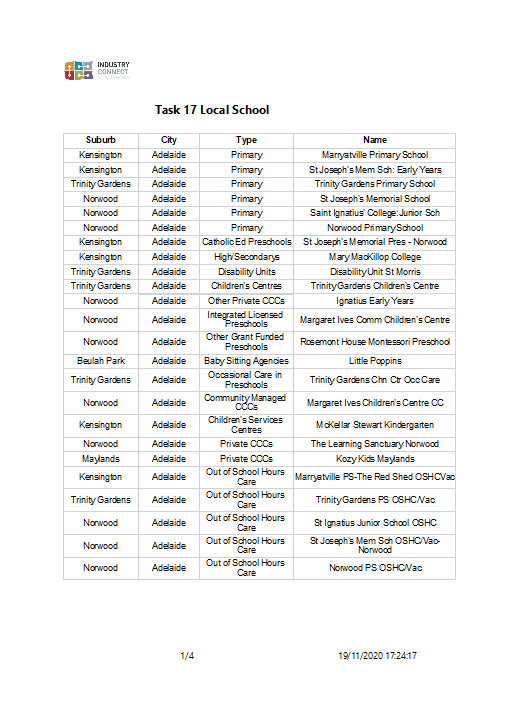 INDUSTRY
CONNECT
Task 17 Local School
Suburb City Type Name
Kensington Adelaide Primary Marryatville Primary School
Kensington Adelaide Primary St Joseph's Mem Sch: Early Years
Trinity Gardens Adelaide Primary Trinity Gardens Primary School
Norwood Adelaide Primary St Joseph's Memorial School
Norwood Adelaide Primary Saint Ignatius' College:Junior Sch
Norwood Adelaide Primary Norwood Primary School
Kensington Adelaide Catholic Ed Preschools St Joseph's Memorial Pres - Norwood
Kensington Adelaide High/Secondarys Mary MacKillop College
Trinity Gardens Adelaide Disability Units Disability Unit St Morris
Trinity Gardens Adelaide Children's Centres Trinity Gardens Children's Centre
Norwood Adelaide Other Private CCCs Ignatius Early Years
Norwood Adelaide Integrated Licensed Preschools Margaret Ives Comm Children's Centre
Norwood Adelaide Other Grant Funded Preschools Rosemont House Montessori Preschool
Beulah Park Adelaide Baby Sitting Agencies Little Poppins
Trinity Gardens Adelaide Occasional Care in Preschools Trinity Gardens Chn Ctr Occ Care
Norwood Adelaide Community Managed CCCs Margaret Ives Children's Centre CC
Kensington Adelaide Children's Services Centres McKellar Stewart Kindergarten
Norwood Adelaide Private CCCs The Learning Sanctuary Norwood
Maylands Adelaide Private CCCs Kozy Kids Maylands
Kensington Adelaide Out of School Hours Care Marryatville PS-The Red Shed OSHCVac
Trinity Gardens Adelaide Out of School Hours Care Trinity Gardens PS OSHC/Vac
Norwood Adelaide Out of School Hours Care St Ignatius Junior School OSHC
Norwood Adelaide Out of School Hours Care St Joseph's Mem Sch OSHC/Vac-Norwood
Norwood Adelaide Out of School Hours Care Norwood PS OSHC/Vac
1/4 19/11/2020 17:24:17